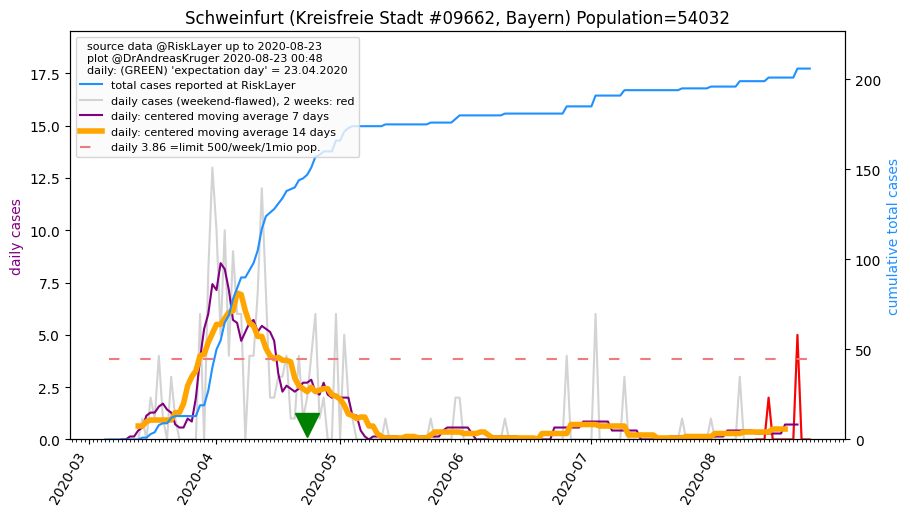 Schweinfurt (Kreisfreie Stadt #09662, Bayern) Population=54032
source data @RiskLayer up to 2020-08-23
plot @DrAndreasKruger 2020-08-23 00:48
daily: (GREEN) 'expectation day' = 23.04.2020
total cases reported at RiskLayer
daily cases (weekend-flawed), 2 weeks: red
daily: centered moving average 7 days
daily: centered moving average 14 days
daily 3.86 =limit 500/week/1mio pop.
daily cases
17.5
15.0
12.5
10.0
7.5
5.0
2.5
0.0
200
150
100
50
0
cumulative total cases
2020-03
2020-04
2020-05
2020-06
2020-07
2020-08